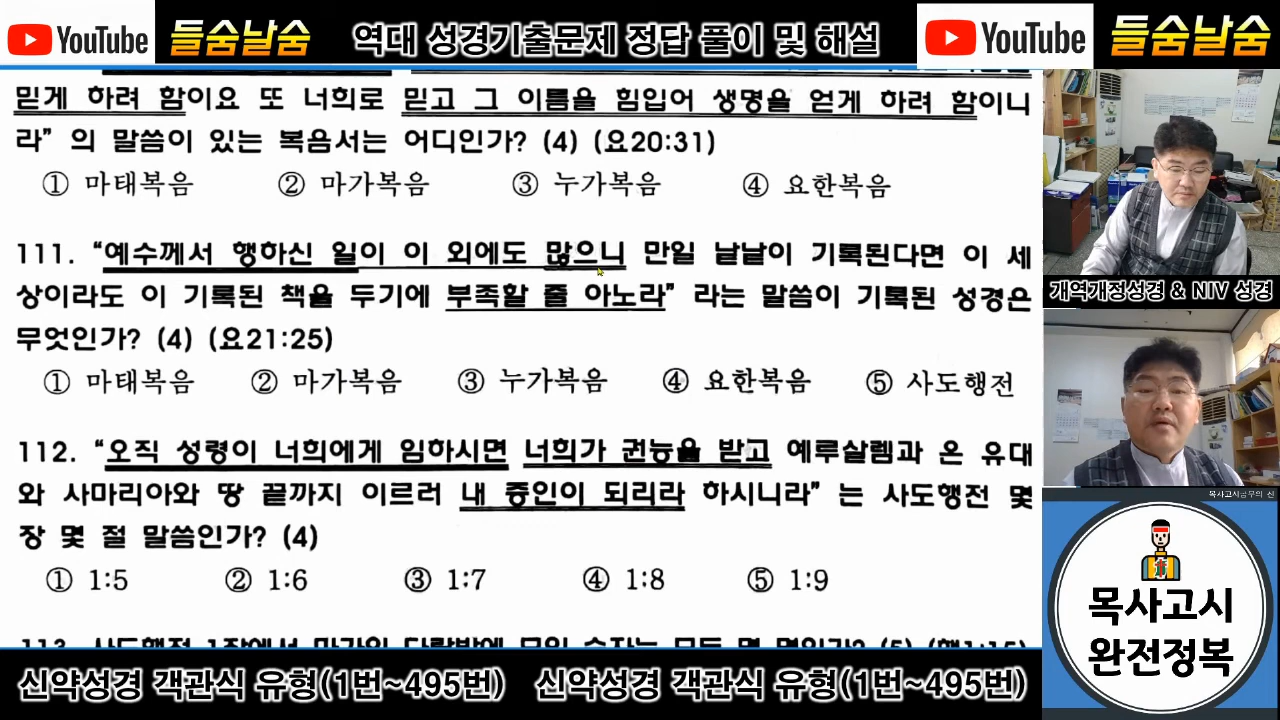 YouTube 들숨날숨 역대 성경기출문제 정답 풀이 및 해설 YouTube 들숨날숨
믿게 하려 함이요 또 너희로 믿고 그 이름을 힘입어 생명을 얻게 하려 함이니
라” 의 말씀이 있는 복음서는 어디인가? (4) (요20:31)
① 마태복음 ② 마가복음 ③ 누가복음 ④ 요한복음
111. “예수께서 행하신 일이 이 외에도 많으니 만일 낱낱이 기록된다면 이 세
상이라도 이 기록된 책을 두기에 부족할 줄 아노라” 라는 말씀이 기록된 성경은
무엇인가? (4) (요21:25)
① 마태복음 ② 마가복음 ③ 누가복음 ④ 요한복음 ⑤ 사도행전
112. “오직 성령이 너희에게 임하시면 너희가 권능을 받고 예루살렘과 온 유대
와 사마리아와 땅 끝까지 이르러 내 증인이 되리라 하시니라” 는 사도행전 몇
장 몇 절 말씀인가? (4)
① 1:5 ② 1:6 ③ 1:7 ④ 1:8 ⑤ 1:9
개역개정성경 & NIV 성경
목사고시공부의 신
목사고시
완전정복
신약성경 객관식 유형(1번~495번) 신약성경 객관식 유형(1번~495번)